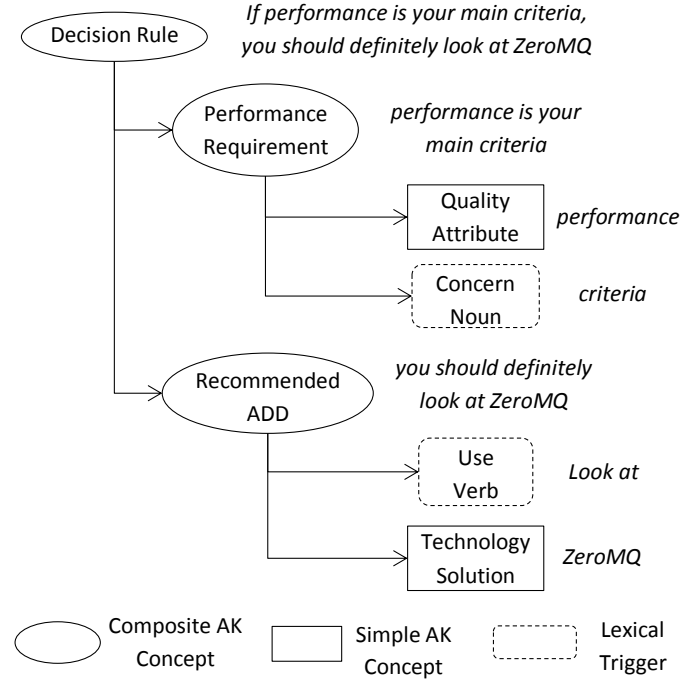 Decision Rule
If performance is your main criteria,
you should definitely look at ZeroMQ
Performance
Requirement
performance is your
main criteria
Quality
Attribute
performance
Concern
Noun
criteria
Recommended
ADD
you should definitely
look at ZeroMQ
Use
Verb
Look at
Technology
Solution
ZeroMQ
Composite AK
Concept
Simple AK
Concept
Lexical
Trigger